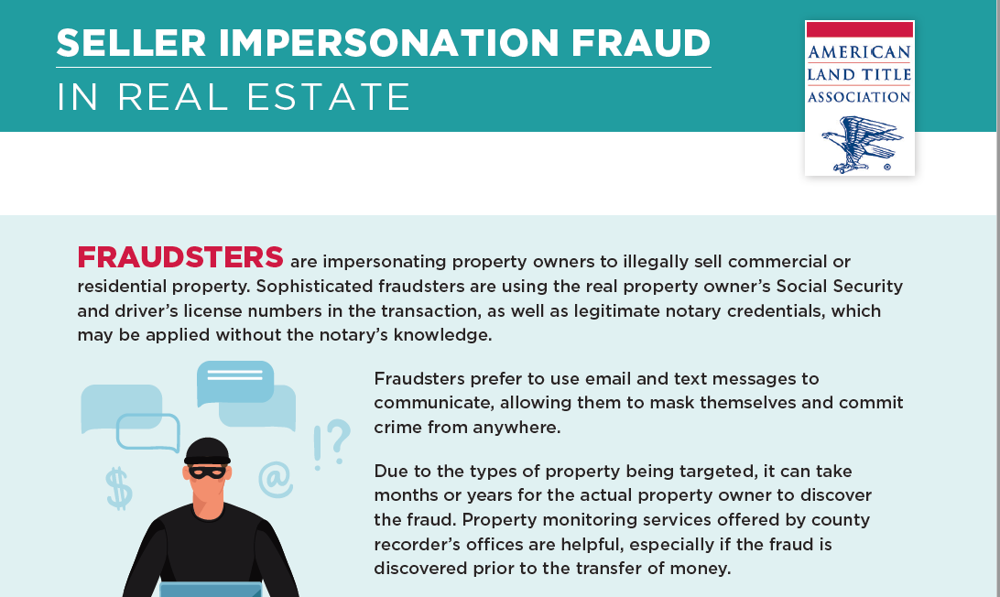 SELLER IMPERSONATION FRAUD
IN REAL ESTATE
AMERICAN
LAND TITLE
ASSOCIATION
®
FRAUDSTERS are impersonating property owners to illegally sell commercial or
residential property. Sophisticated fraudsters are using the real property owner’s Social Security
and driver’s license numbers in the transaction, as well as legitimate notary credentials, which
may be applied without the notary’s knowledge.
Fraudsters prefer to use email and text messages to
communicate, allowing them to mask themselves and commit
crime from anywhere.
Due to the types of property being targeted, it can take
months or years for the actual property owner to discover
the fraud. Property monitoring services offered by county
recorder’s offices are helpful, especially if the fraud is
discovered prior to the transfer of money.
!?
$
@